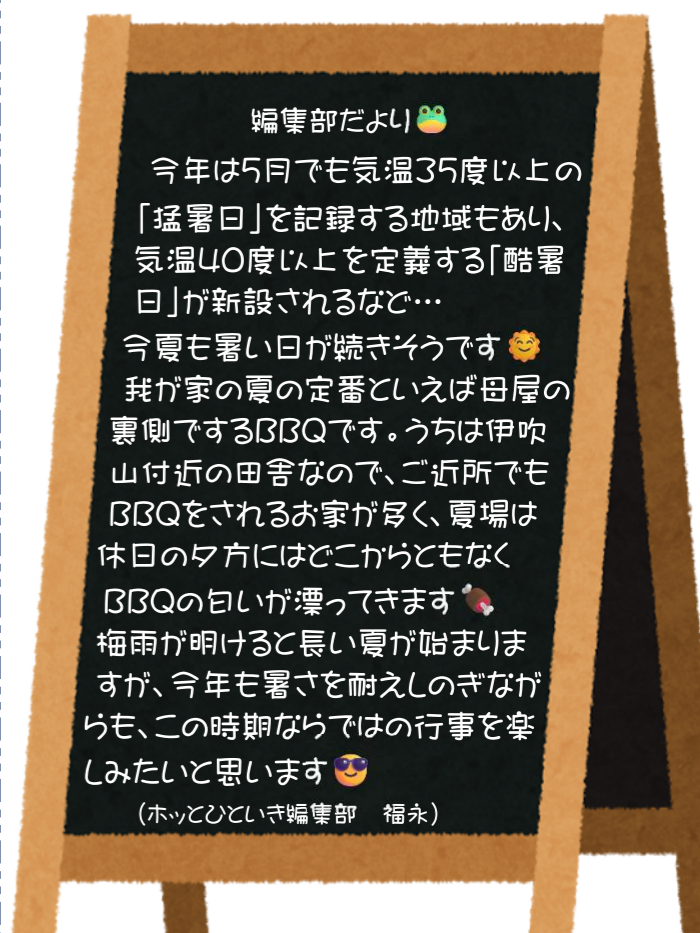 編集部だより🐸
今年は5月でも気温35度以上の
「猛暑日」を記録する地域もあり、
気温40度以上を定義する「酷暑
日」が新設されるなど…
今夏も暑い日が続きそうです🌞
我が家の夏の定番といえば母屋の
裏側でするBBQです。うちは伊吹
山付近の田舎なので、ご近所でも
BBQをされるお家が多く、夏場は
休日の夕方にはどこからともなく
BBQの匂いが漂ってきます🍖
梅雨が明けると長い夏が始まりま
すが、今年も暑さを耐えしのぎなが
らも、この時期ならではの行事を楽
しみたいと思います😎
(ホッとひといき編集部　福永)